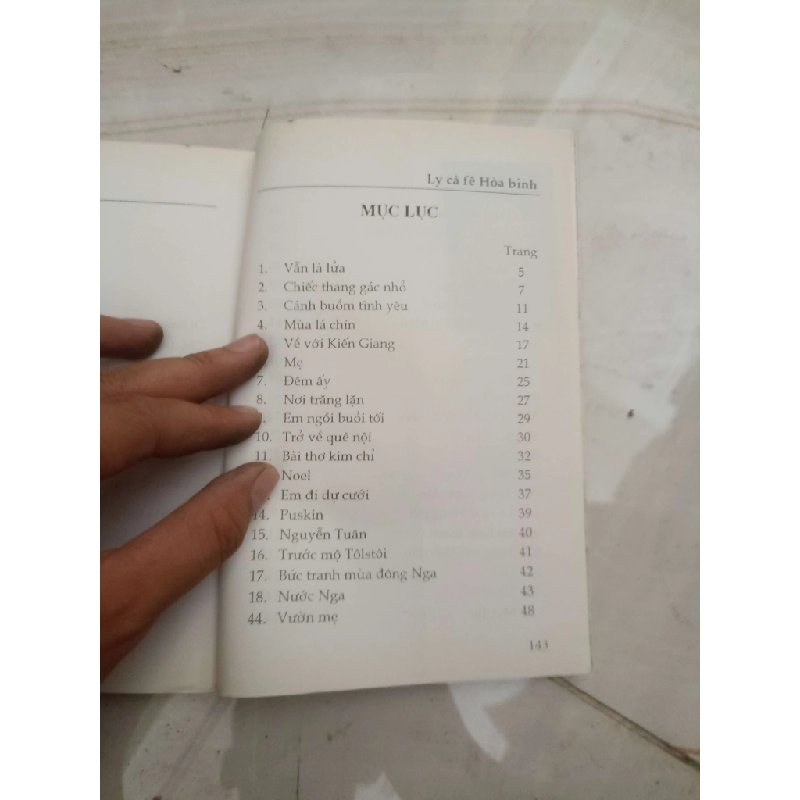 Ly cà fê Hòa bình
MỤC LỤC
Trang
1. Vẫn là lửa 5
2. Chiếc thang gác nhỏ 7
3. Cánh buồm tình yêu 11
4. Mùa lá chín 14
Về với Kiến Giang 17
Mẹ 21
7. Đêm ấy 25
8. Nơi trăng lặn 27
Em ngồi buổi tối 29
10. Trở về quê nội 30
11. Bài thơ kim chỉ 32
Noel 35
Em đi dự cưới 37
14. Puskin 39
15. Nguyễn Tuân 40
16. Trước mộ Tôlstôi 41
17. Bức tranh mùa đông Nga 42
18. Nước Nga 43
44. Vườn mẹ 48
143